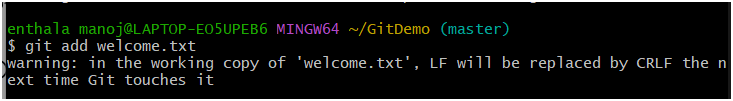 enthala manoj@LAPTOP-EO5UPEB6 MINGW64 ~/GitDemo (master)
$ git add welcome.txt
warning: in the working copy of 'welcome.txt', LF will be replaced by CRLF the n
ext time Git touches it